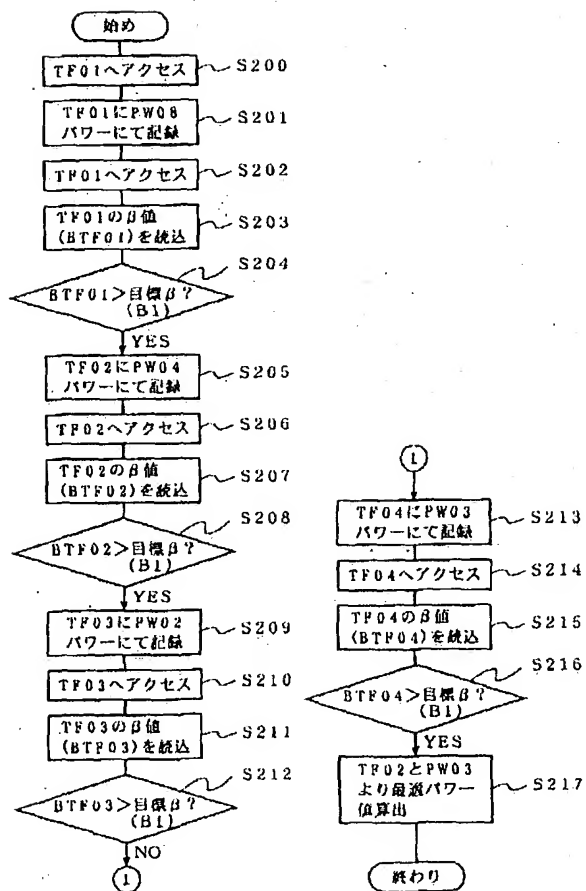 始め
TF01へアクセス
S200
TF01にPW08
パワーにて記録
S201
TF01へアクセス
S202
TF01のβ値
(BTF01)を読込
S203
S204
BTF01>目標β?
(B1)
YES
TF02にPW04
パワーにて記録
S205
TF02へアクセス
S206
TF02のβ値
(BTF02)を読込
S207
S208
BTF02>目標β?
(B1)
YES
TF03にPW02
パワーにて記録
S209
TF03へアクセス
S210
TF03のβ値
(BTF03)を読込
S211
S212
BTF03>目標β?
(B1)
NO
1
1
TF04にPW03
パワーにて記録
S213
TF04へアクセス
S214
TF04のβ値
(BTF04)を読込
S215
S216
BTF04>目標β?
(B1)
YES
TF02とPW03
より最適パワー
値算出
S217
終わり